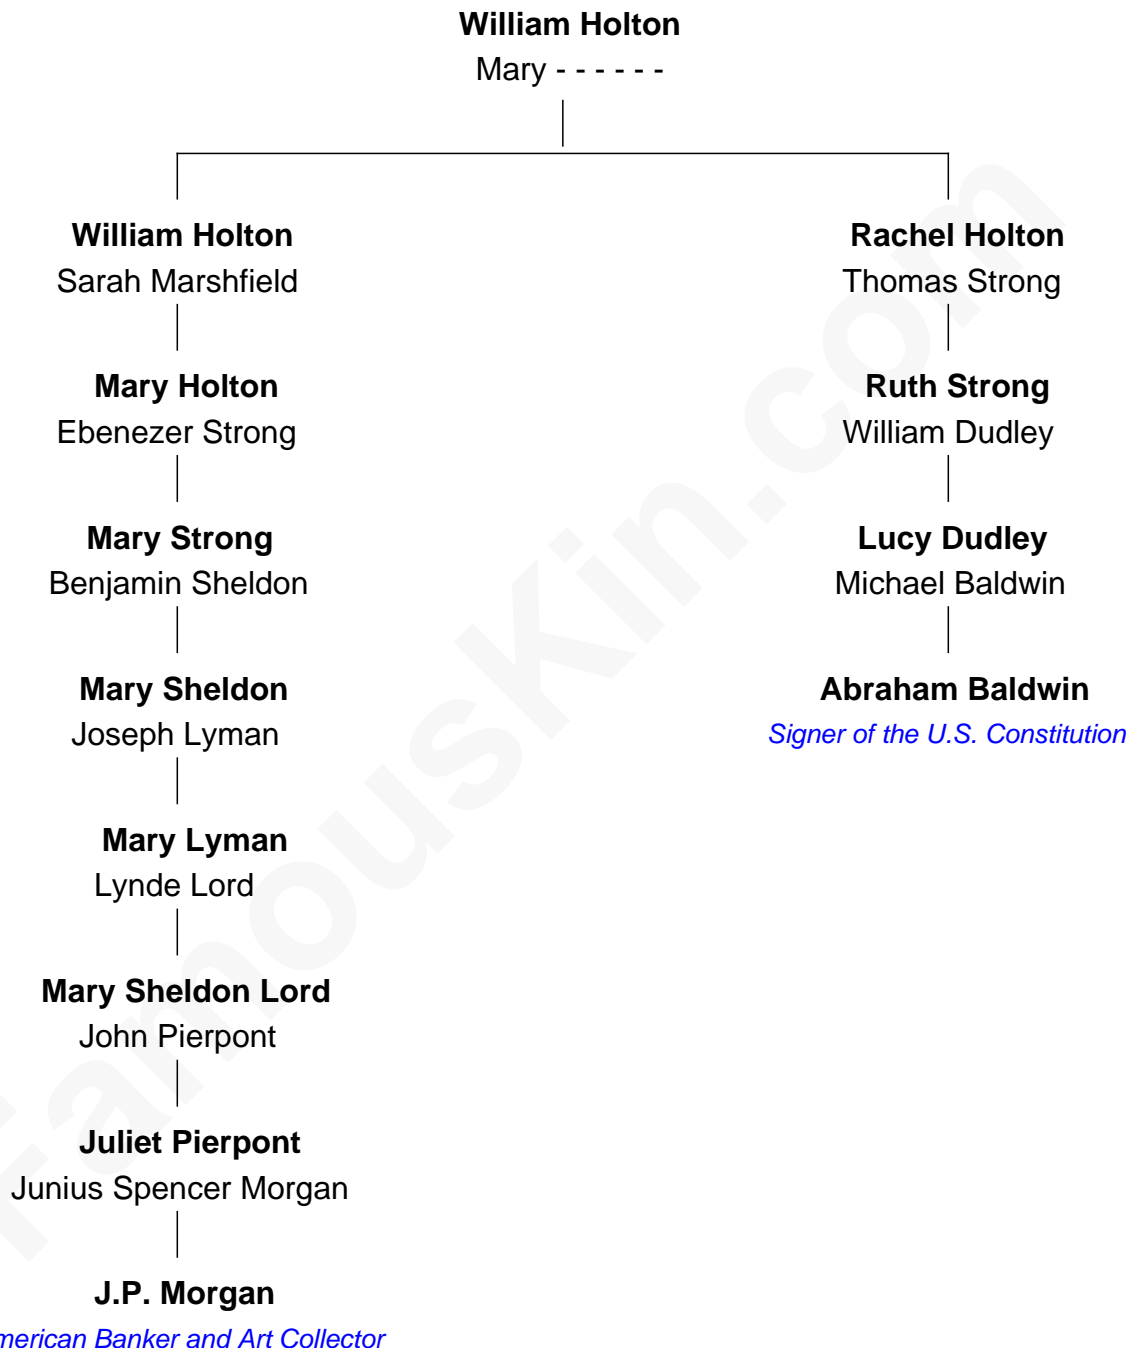 William Holton
Mary - - - - - -
William Holton
Sarah Marshfield
Rachel Holton
Thomas Strong
Mary Holton
Ebenezer Strong
Ruth Strong
William Dudley
Mary Strong
Benjamin Sheldon
Lucy Dudley
Michael Baldwin
Mary Sheldon
Joseph Lyman
Abraham Baldwin
Signer of the U.S. Constitution
Mary Lyman
Lynde Lord
Mary Sheldon Lord
John Pierpont
Juliet Pierpont
Junius Spencer Morgan
J.P. Morgan
merican Banker and Art Collector
FamousKin.com